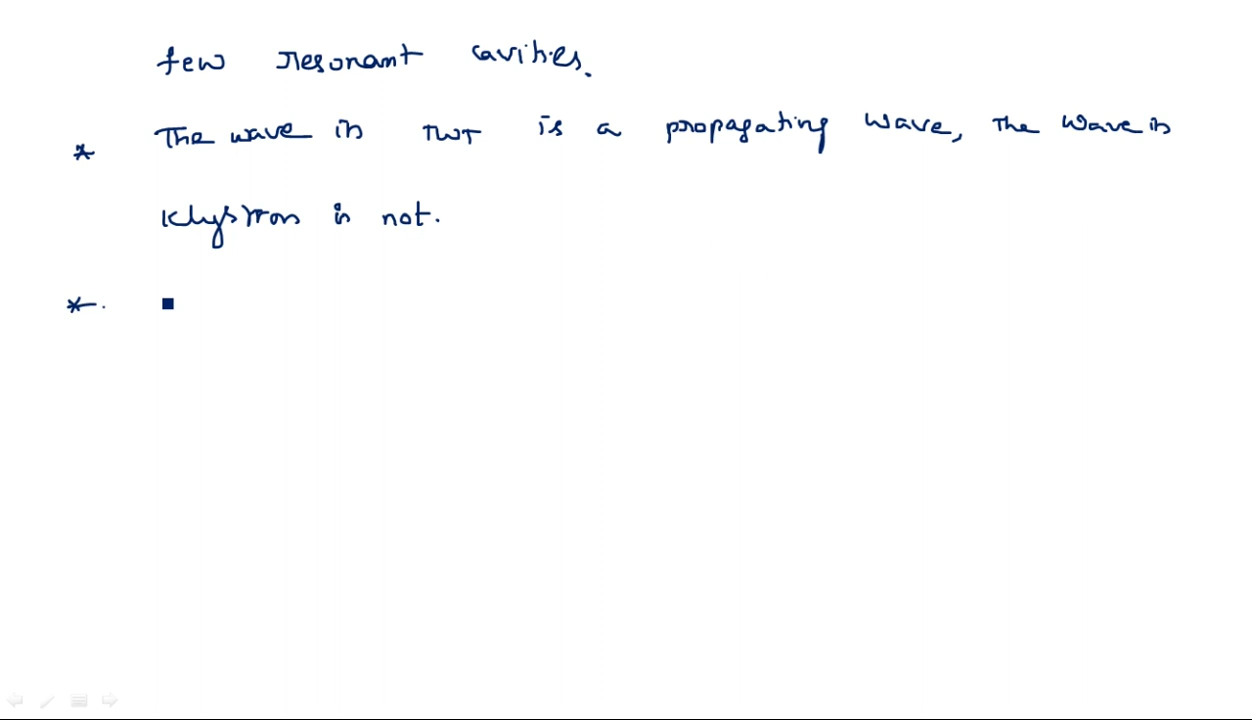 few resonant cavities.
* The wave in TWT is a propagating wave, The wave in
Klystron is not.
*.